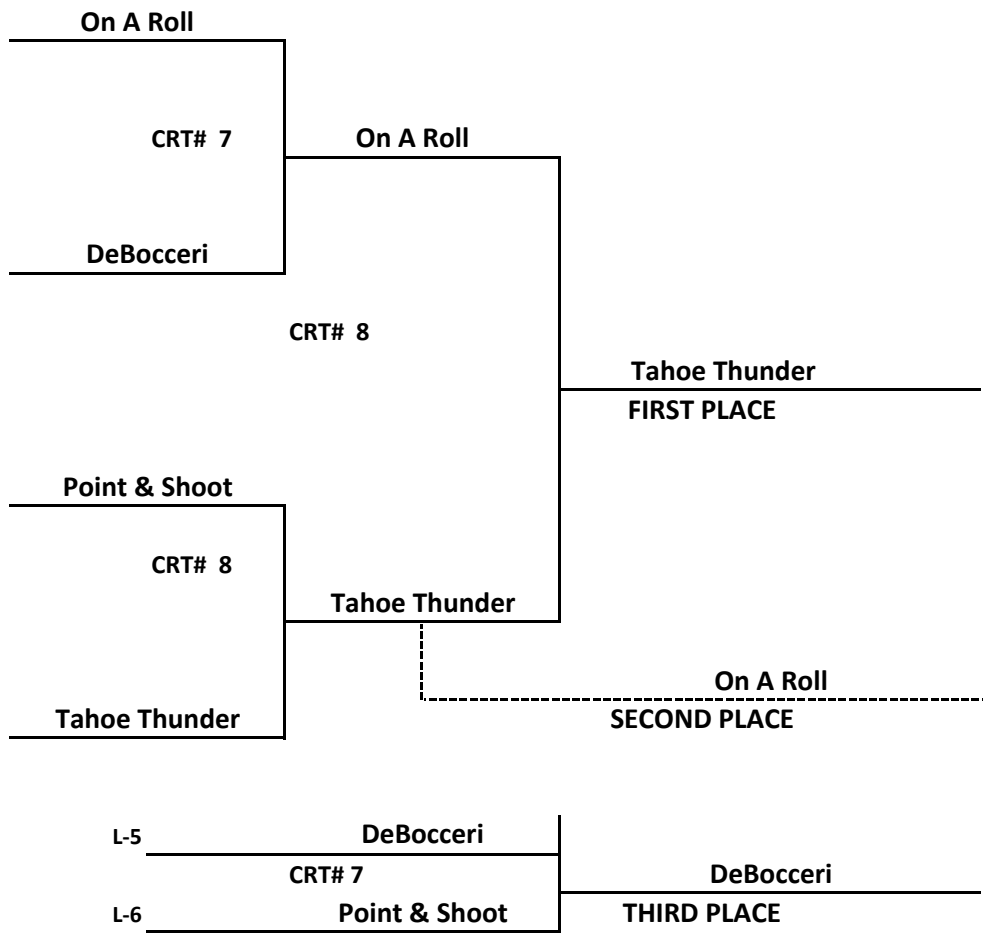 On A Roll
CRT# 7
On A Roll
DeBocceri
CRT# 8
Tahoe Thunder
FIRST PLACE
Point & Shoot
CRT# 8
Tahoe Thunder
On A Roll
Tahoe Thunder
SECOND PLACE
L-5
DeBocceri
CRT# 7
DeBocceri
L-6
Point & Shoot
THIRD PLACE